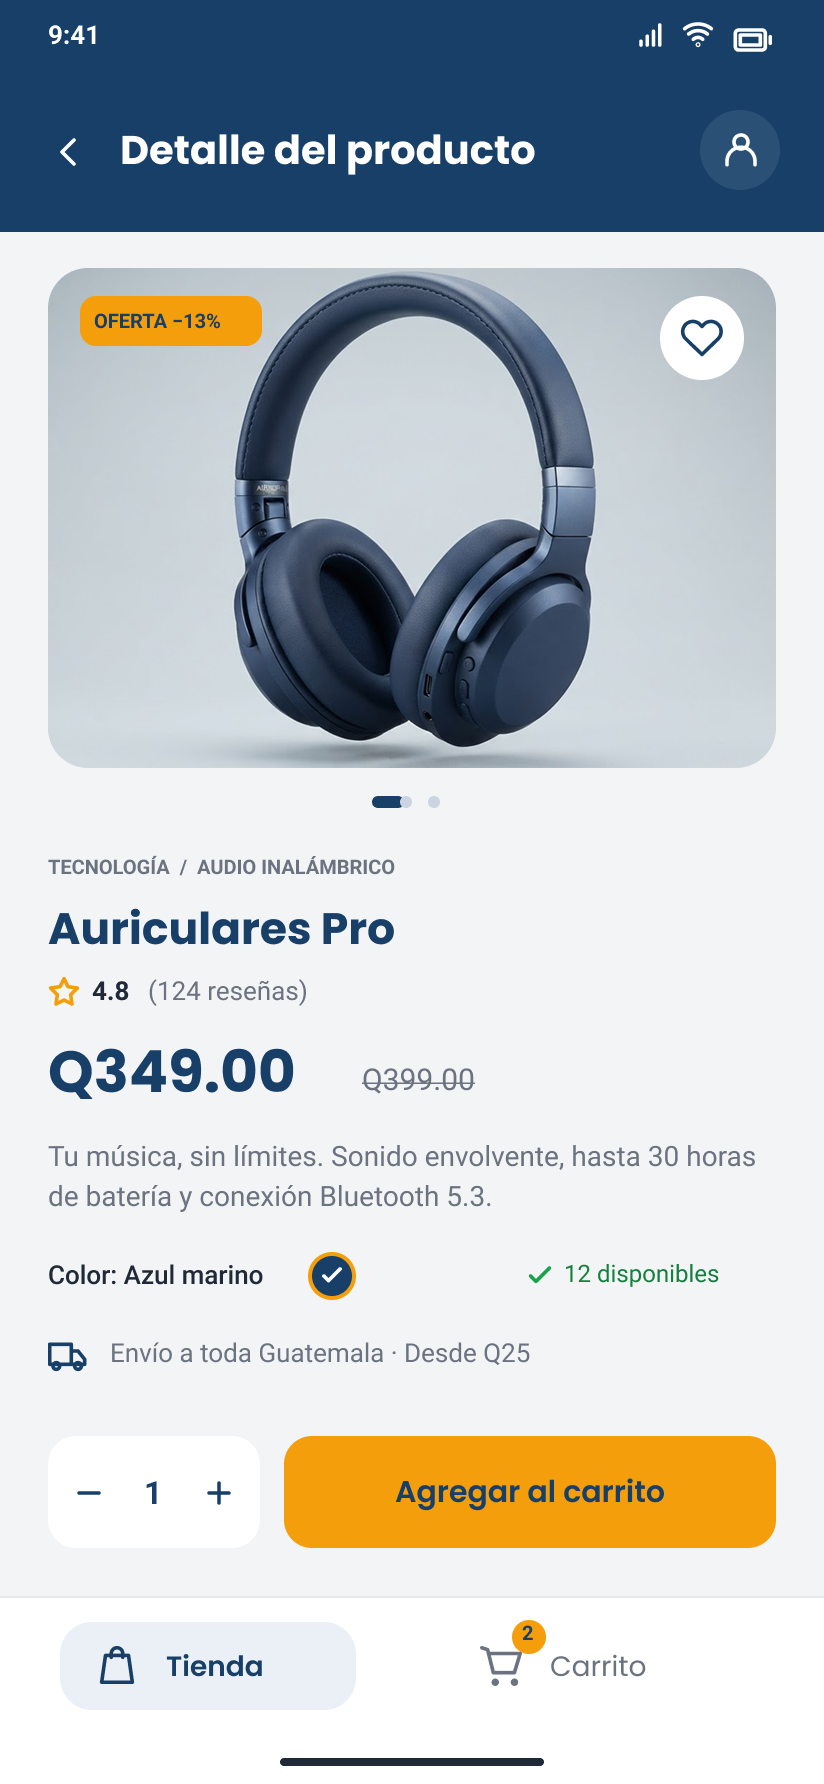 9:41
Detalle del producto
OFERTA −13%
TECNOLOGÍA / AUDIO INALÁMBRICO
Auriculares Pro
4.8 (124 reseñas)
Q349.00 Q399.00
Tu música, sin límites. Sonido envolvente, hasta 30 horas
de batería y conexión Bluetooth 5.3.
Color: Azul marino
12 disponibles
Envío a toda Guatemala · Desde Q25
− 1 +
Agregar al carrito
Tienda
2
Carrito